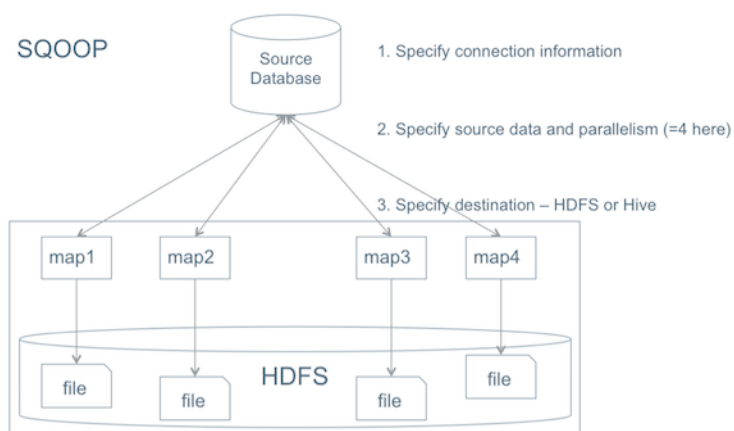 SQOOP
Source
Database
1. Specify connection information
2. Specify source data and parallelism (=4 here)
3. Specify destination – HDFS or Hive
map1
map2
map3
map4
HDFS
file
file
file
file